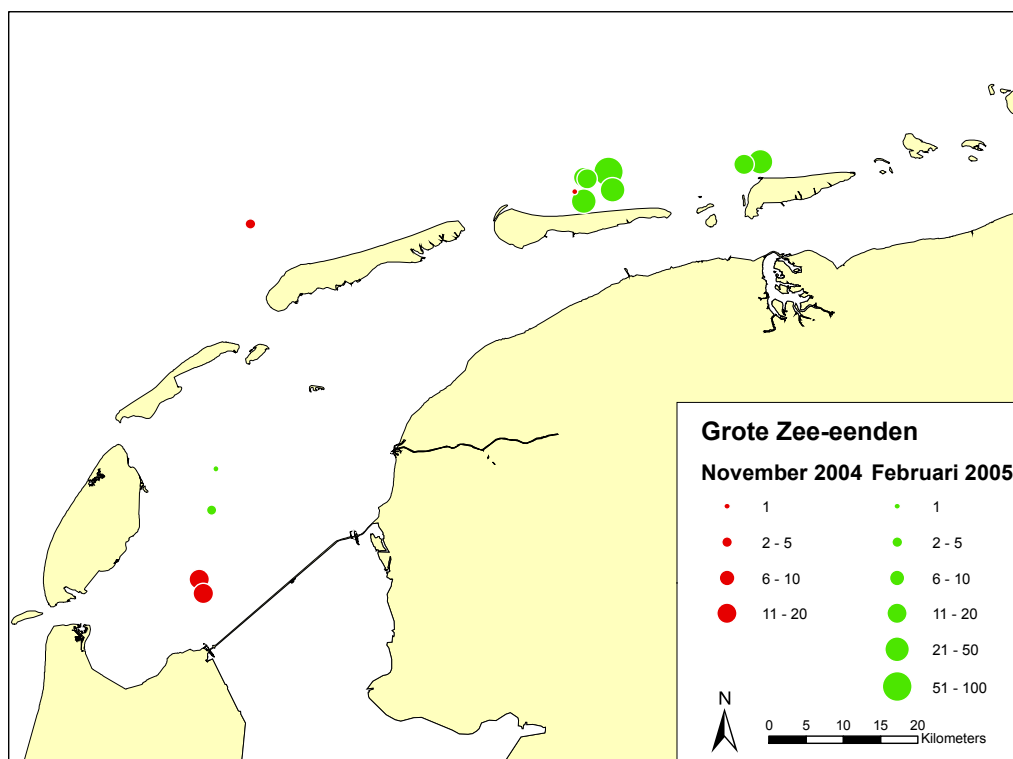 Grote Zee-eenden
November 2004 Februari 2005
1 1
2 - 5 2 - 5
6 - 10 6 - 10
11 - 20 11 - 20
21 - 50
51 - 100
N
0 5 10 15 20
Kilometers